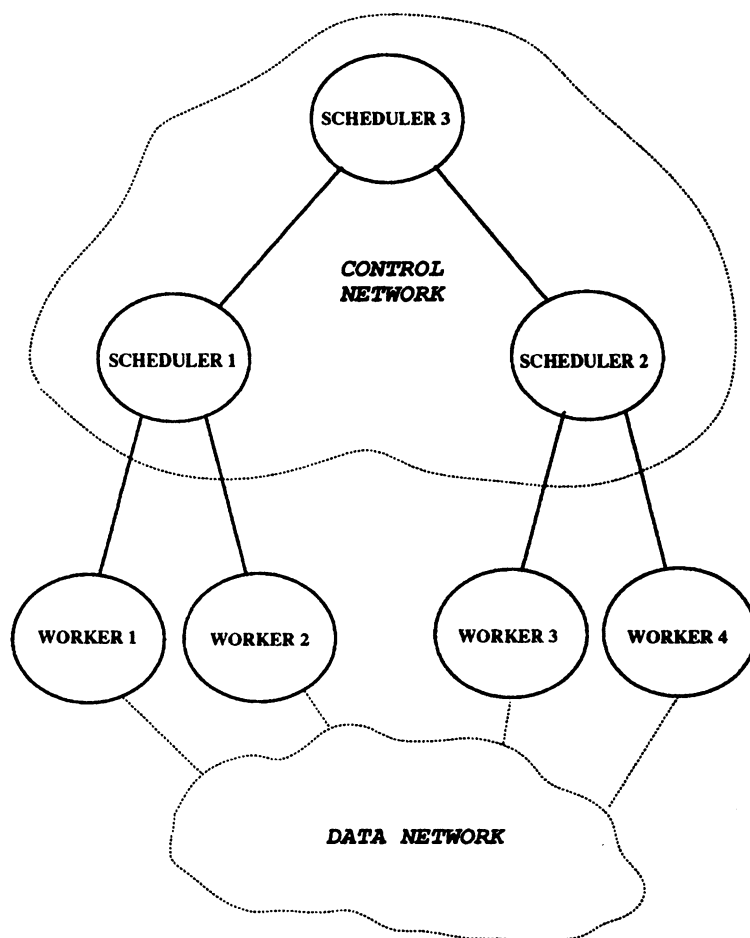 SCHEDULER 3
CONTROL
NETWORK
SCHEDULER 1
SCHEDULER 2
WORKER 1
WORKER 2
WORKER 3
WORKER 4
DATA NETWORK